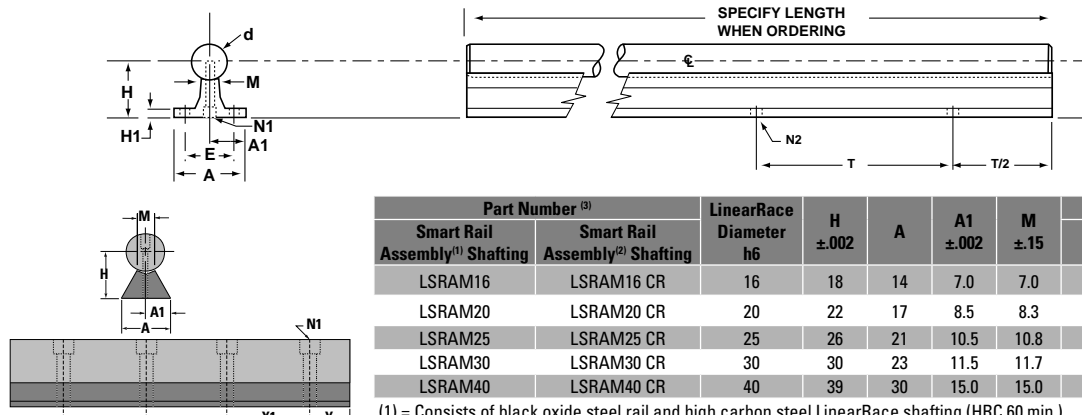 SPECIFY LENGTH
WHEN ORDERING
d
H
M
H1
N1
A1
E
A
℄
N2
T
T/2
M
H
A1
A
N1
Part Number (3)
LinearRace Diameter h6
H ±.002
A
A1 ±.002
M ±.15
Smart Rail Assembly(1) Shafting
Smart Rail Assembly(2) Shafting
LSRAM16 LSRAM16 CR 16 18 14 7.0 7.0
LSRAM20 LSRAM20 CR 20 22 17 8.5 8.3
LSRAM25 LSRAM25 CR 25 26 21 10.5 10.8
LSRAM30 LSRAM30 CR 30 30 23 11.5 11.7
LSRAM40 LSRAM40 CR 40 39 30 15.0 15.0
(1) = Consists of black oxide steel rail and high carbon steel LinearRace shafting (HRC 60 min.)